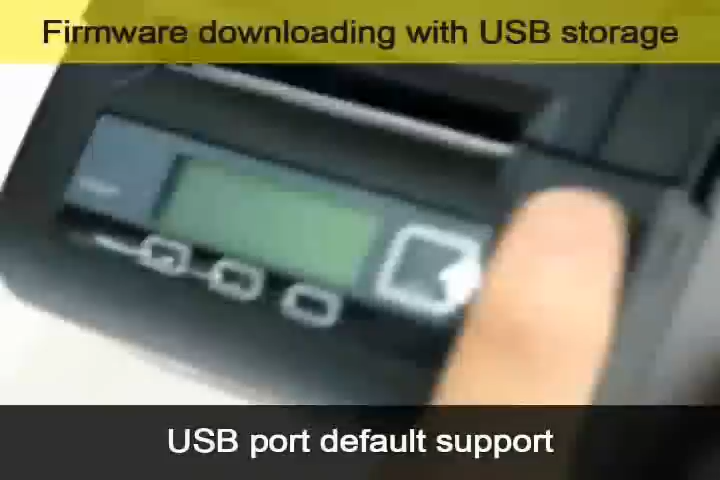 Firmware downloading with USB storage
USB port default support